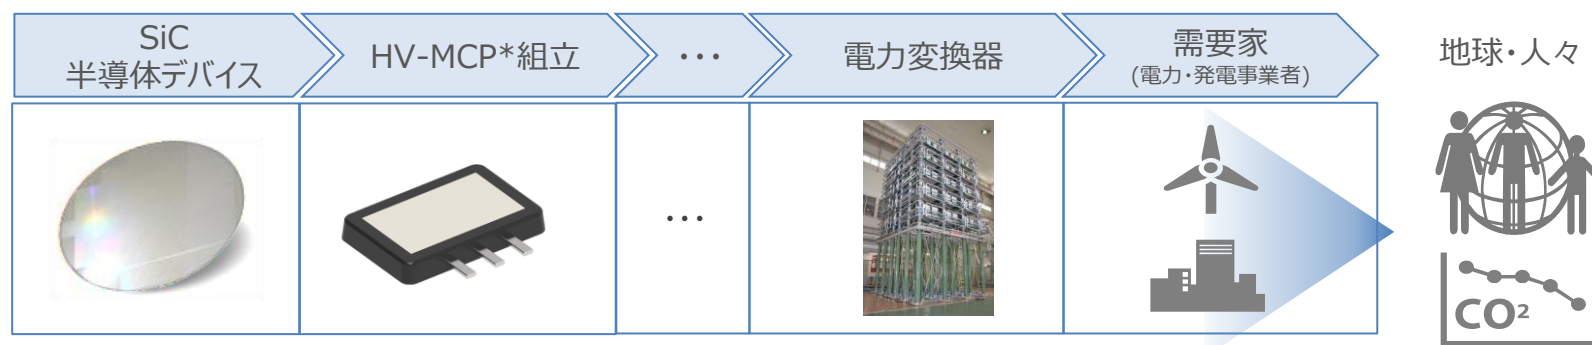 SiC
半導体デバイス
HV-MCP*組立
・・・
電力変換器
需要家
(電力・発電事業者)
地球・人々
・・・
CO²